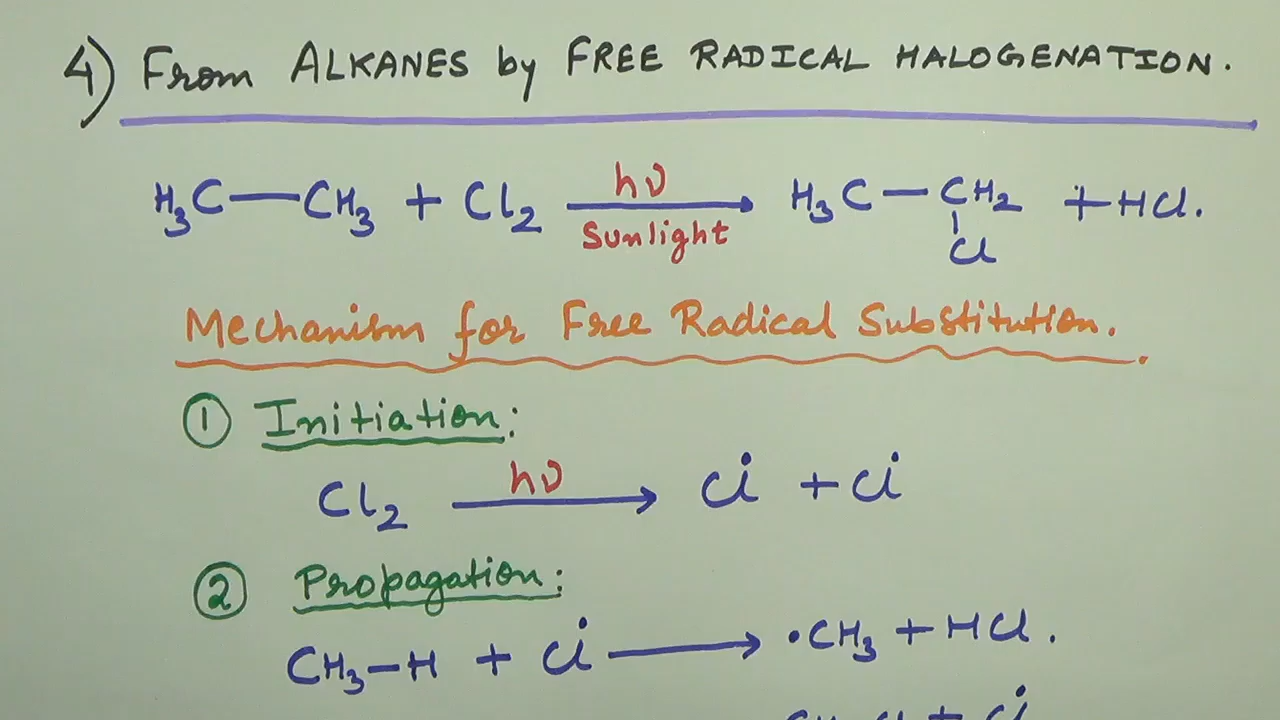 4) From ALKANES by FREE RADICAL HALOGENATION.
H₃C—CH₃ + Cl₂ hν Sunlight → H₃C—CH₂ + HCl.
Cl
Mechanism for Free Radical Substitution.
① Initiation:
Cl₂ hν → Cl• + Cl•
② Propagation:
CH₃—H + Cl• → •CH₃ + HCl.
+ Cl•